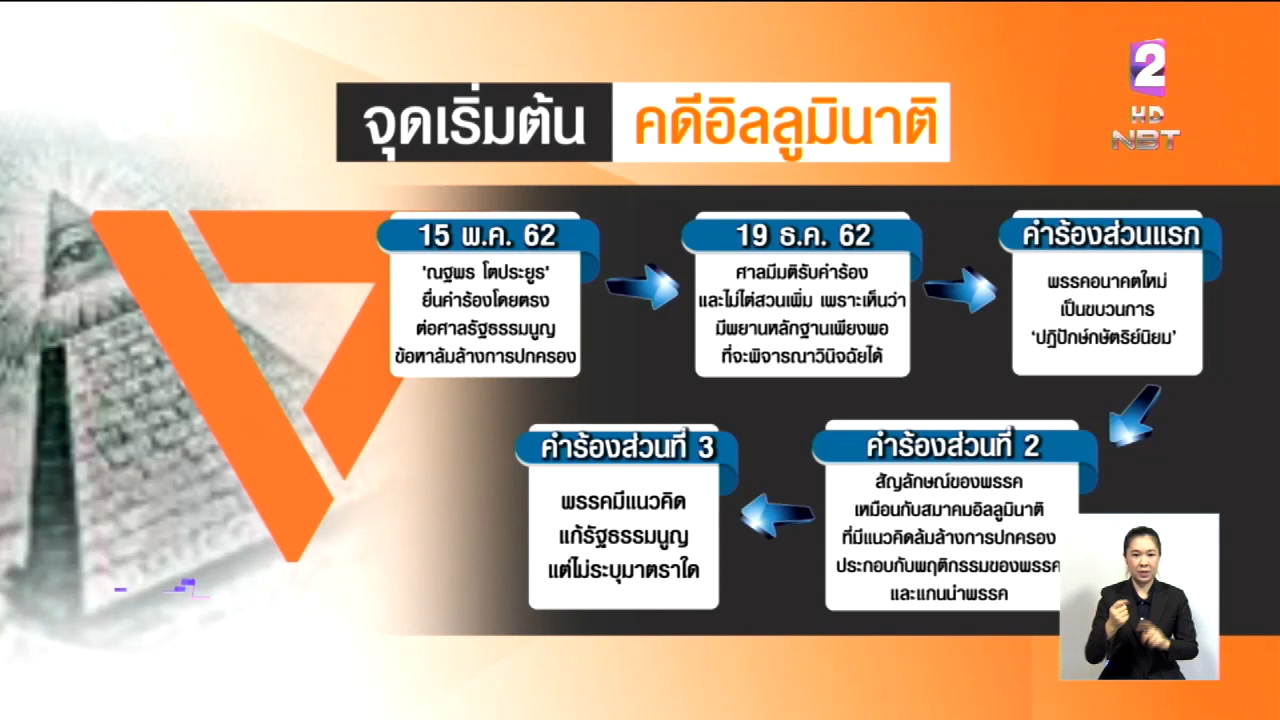 จุดเริ่มต้น คดีอิลลูมินาติ
2
HD
NBT
15 พ.ค. 62
'ณฐพร โตประยูร'
ยื่นคำร้องโดยตรง
ต่อศาลรัฐธรรมนูญ
ข้อหาล้มล้างการปกครอง
19 ธ.ค. 62
ศาลมีมติรับคำร้อง
และไม่ไต่สวนเพิ่ม เพราะเห็นว่า
มีพยานหลักฐานเพียงพอ
ที่จะพิจารณาวินิจฉัยได้
คำร้องส่วนแรก
พรรคอนาคตใหม่
เป็นขบวนการ
'ปฏิปักษ์กษัตริย์นิยม'
คำร้องส่วนที่ 2
สัญลักษณ์ของพรรค
เหมือนกับสมาคมอิลลูมินาติ
ที่มีแนวคิดล้มล้างการปกครอง
ประกอบกับพฤติกรรมของพรรค
และแกนนำพรรค
คำร้องส่วนที่ 3
พรรคมีแนวคิด
แก้รัฐธรรมนูญ
แต่ไม่ระบุมาตราใด